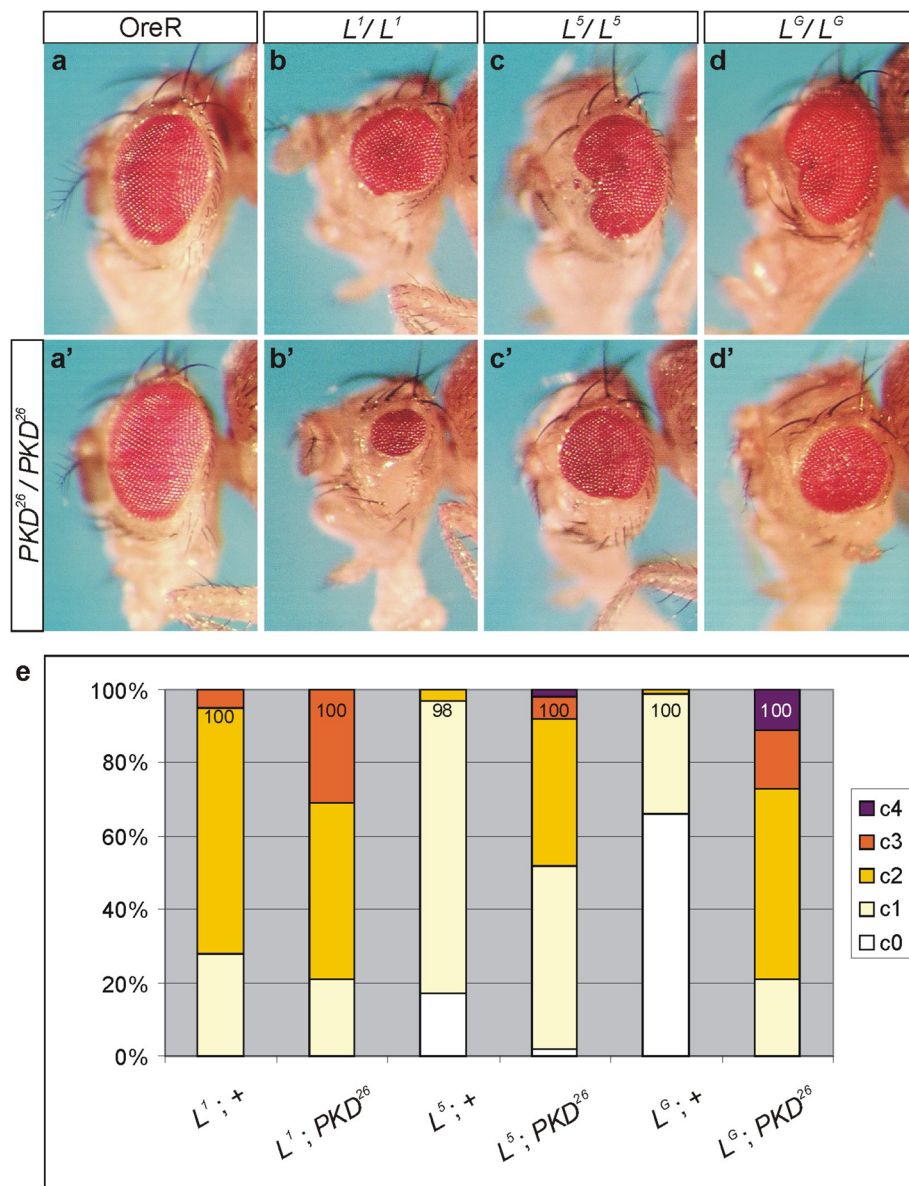 OreR
L¹/ L¹
L⁵/ L⁵
Lᴳ/ Lᴳ
a
b
c
d
PKD²⁶ / PKD²⁶
a’
b’
c’
d’
e
100%
80%
60%
40%
20%
0%
100
100
98
100
100
100
c4
c3
c2
c1
c0
L¹ ; +
L¹ ; PKD²⁶
L⁵ ; +
L⁵ ; PKD²⁶
Lᴳ ; +
Lᴳ ; PKD²⁶